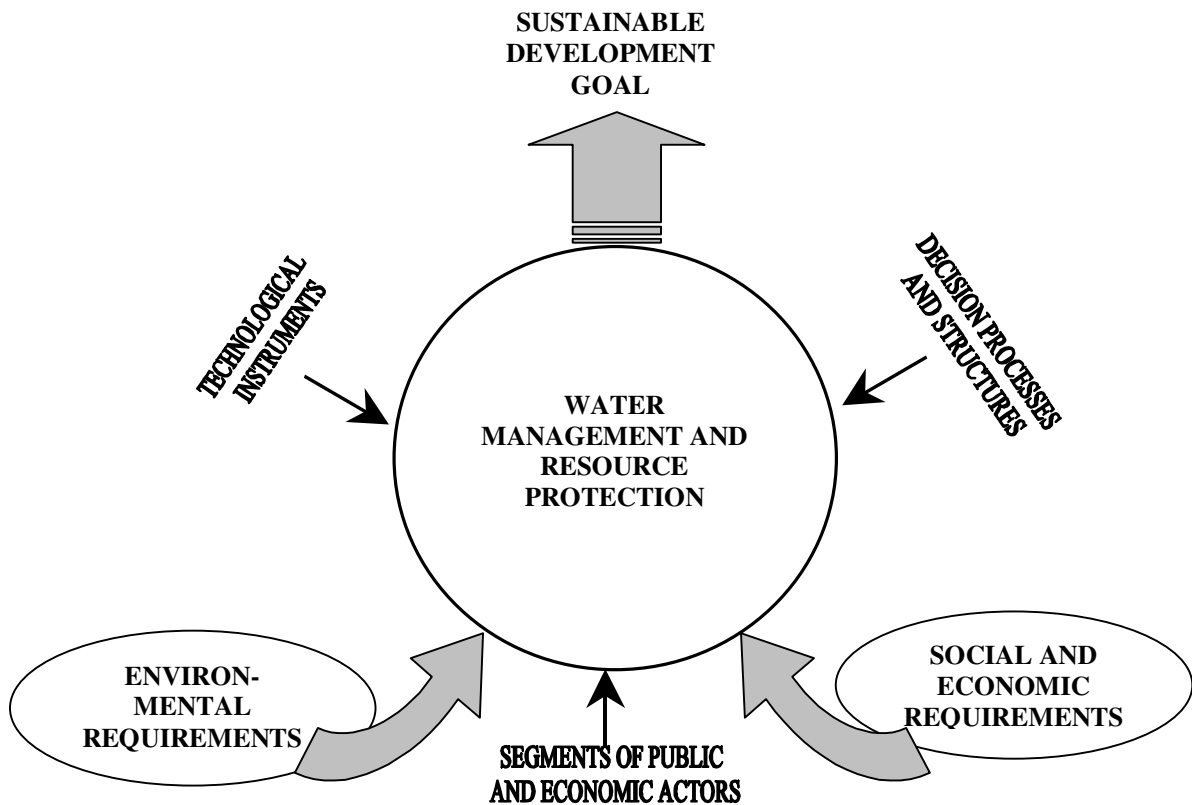 SUSTAINABLE
DEVELOPMENT
GOAL
TECHNOLOGICAL
INSTRUMENTS
DECISION PROCESSES
AND STRUCTURES
WATER
MANAGEMENT AND
RESOURCE
PROTECTION
ENVIRON-
MENTAL
REQUIREMENTS
SOCIAL AND
ECONOMIC
REQUIREMENTS
SEGMENTS OF PUBLIC
AND ECONOMIC ACTORS